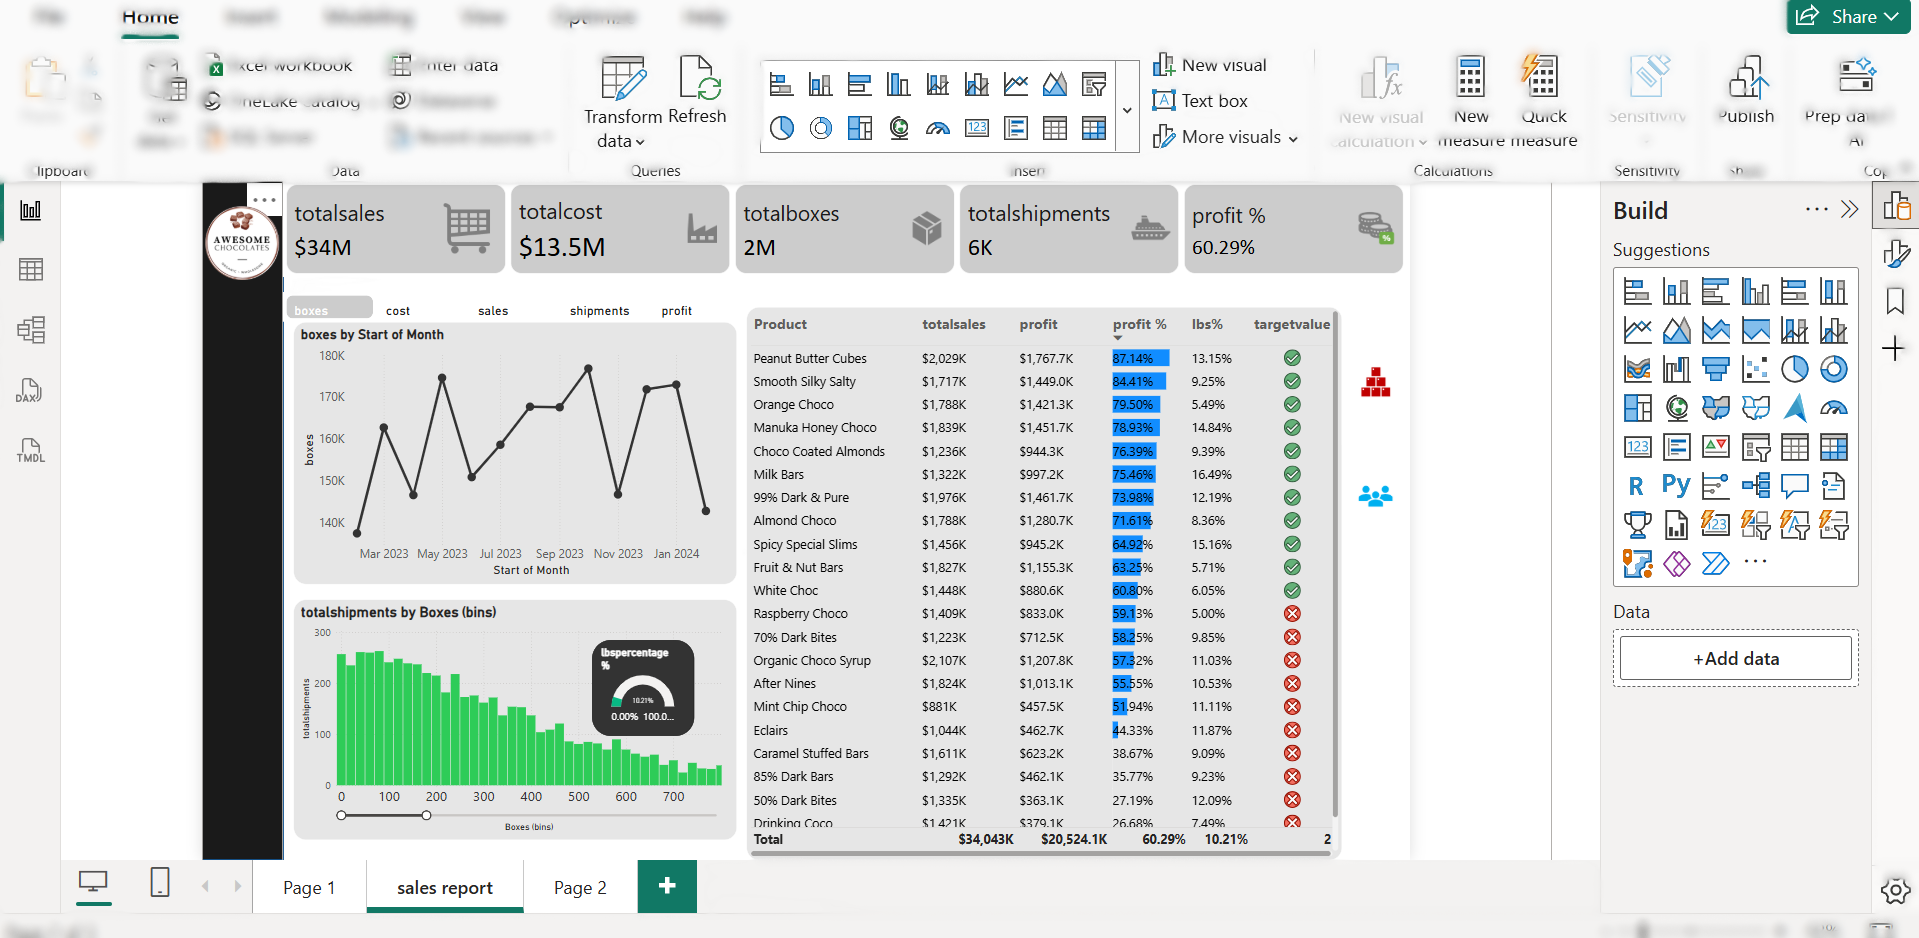 Home
Share
Excel workbook
Enter data
OneLake catalog
SQL Server
Transform data
Refresh
New visual
Text box
More visuals
New visual calculation
New measure
Quick measure
Sensitivity
Publish
Clipboard
Data
Queries
Insert
Calculations
Sensitivity
AWESOME
CHOCOLATES
totalsales
$34M
totalcost
$13.5M
totalboxes
2M
totalshipments
6K
profit %
60.29%
boxes cost sales shipments profit
boxes by Start of Month
180K
170K
160K
150K
140K
boxes
Mar 2023 May 2023 Jul 2023 Sep 2023 Nov 2023 Jan 2024
Start of Month
totalshipments by Boxes (bins)
300
200
100
0
totalshipments
0 100 200 300 400 500 600 700
Boxes (bins)
lbspercentage
%
10.21%
0.00% 100.0...
Product totalsales profit profit % lbs% targetvalue
Peanut Butter Cubes $2,029K $1,767.7K 87.14% 13.15%
Smooth Silky Salty $1,717K $1,449.0K 84.41% 9.25%
Orange Choco $1,788K $1,421.3K 79.50% 5.49%
Manuka Honey Choco $1,839K $1,451.7K 78.93% 14.84%
Choco Coated Almonds $1,236K $944.3K 76.39% 9.39%
Milk Bars $1,322K $997.2K 75.46% 16.49%
99% Dark & Pure $1,976K $1,461.7K 73.98% 12.19%
Almond Choco $1,788K $1,280.7K 71.61% 8.36%
Spicy Special Slims $1,456K $945.2K 64.92% 15.16%
Fruit & Nut Bars $1,827K $1,155.3K 63.25% 5.71%
White Choc $1,448K $880.6K 60.80% 6.05%
Raspberry Choco $1,409K $833.0K 59.13% 5.00%
70% Dark Bites $1,223K $712.5K 58.25% 9.85%
Organic Choco Syrup $2,107K $1,207.8K 57.32% 11.03%
After Nines $1,824K $1,013.1K 55.55% 10.53%
Mint Chip Choco $881K $457.5K 51.94% 11.11%
Eclairs $1,044K $462.7K 44.33% 11.87%
Caramel Stuffed Bars $1,611K $623.2K 38.67% 9.09%
85% Dark Bars $1,292K $462.1K 35.77% 9.23%
50% Dark Bites $1,335K $363.1K 27.19% 12.09%
Drinking Coco $1,421K $379.1K 26.68% 7.49%
Total $34,043K $20,524.1K 60.29% 10.21% 2
DAX
TMDL
Build
Suggestions
123
R Py
123
Data
+Add data
Page 1
sales report
Page 2